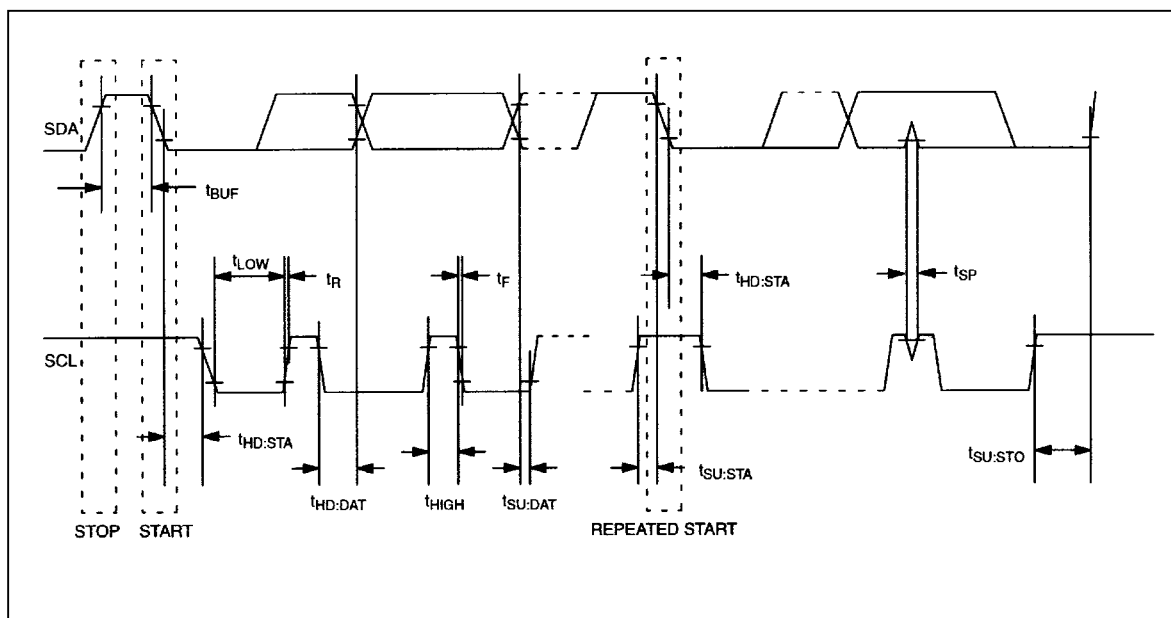 SDA
tBUF
tLOW
tR
tF
tHD:STA
tSP
SCL
tHD:STA
tHD:DAT
tHIGH
tSU:DAT
tSU:STA
tSU:STO
STOP
START
REPEATED START